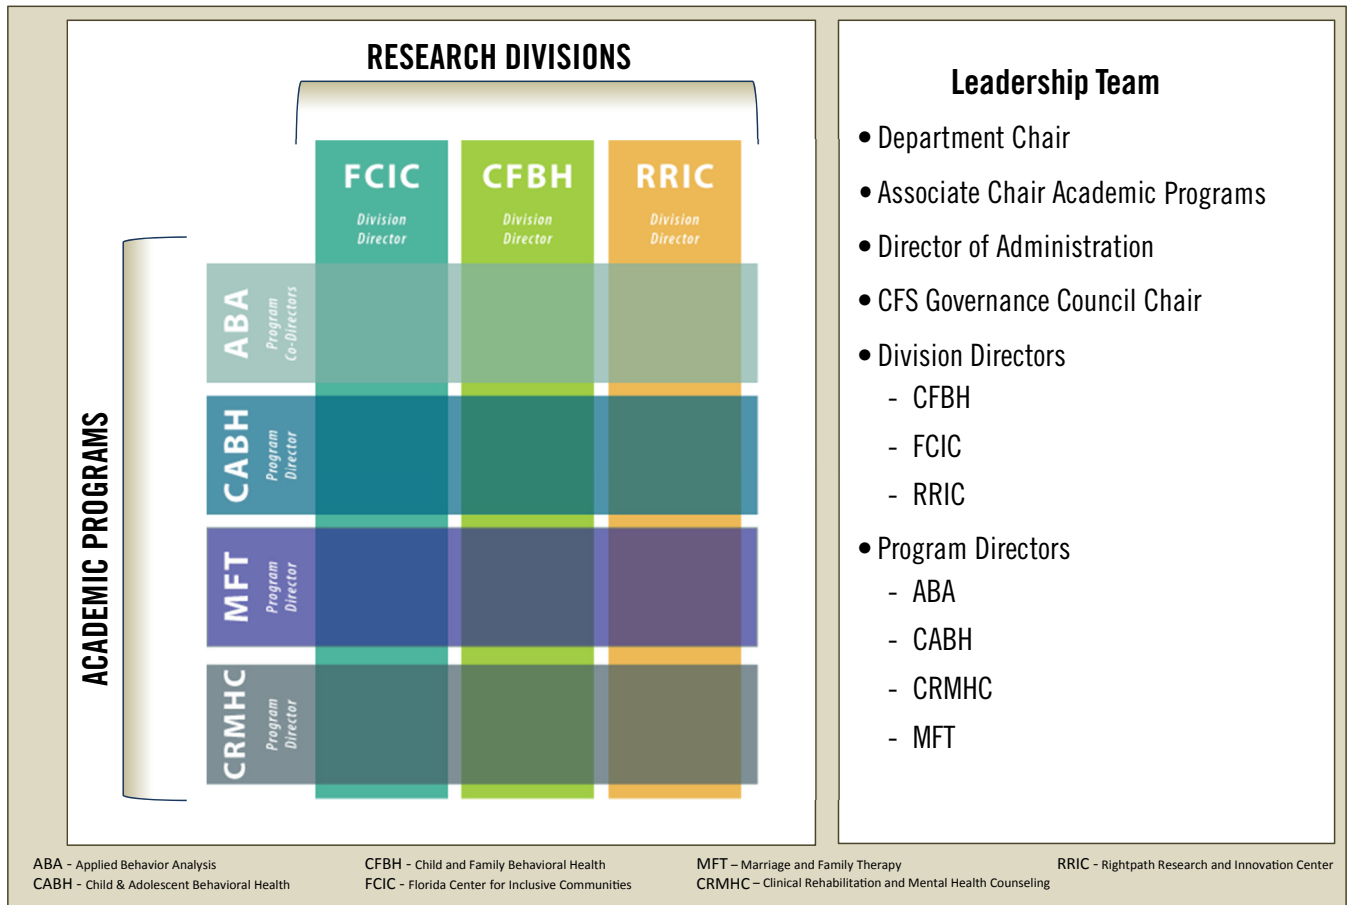 RESEARCH DIVISIONS
FCIC
Division
Director
CFBH
Division
Director
RRIC
Division
Director
ACADEMIC PROGRAMS
ABA
Program
Co-Directors
CABH
Program
Director
MFT
Program
Director
CRMHC
Program
Director
Leadership Team
• Department Chair
• Associate Chair Academic Programs
• Director of Administration
• CFS Governance Council Chair
• Division Directors
- CFBH
- FCIC
- RRIC
• Program Directors
- ABA
- CABH
- CRMHC
- MFT
ABA - Applied Behavior Analysis
CABH - Child & Adolescent Behavioral Health
CFBH - Child and Family Behavioral Health
FCIC - Florida Center for Inclusive Communities
MFT – Marriage and Family Therapy
CRMHC – Clinical Rehabilitation and Mental Health Counseling
RRIC - Rightpath Research and Innovation Center